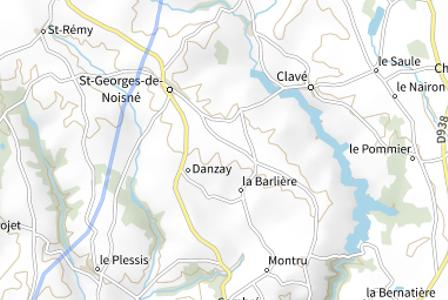 St-Rémy
le Saule
St-Georges-de-
Noisné
Clavé
le Nairon
D938
le Pommier
Danzay
la Barlière
le Plessis
Montru
la Bernatière